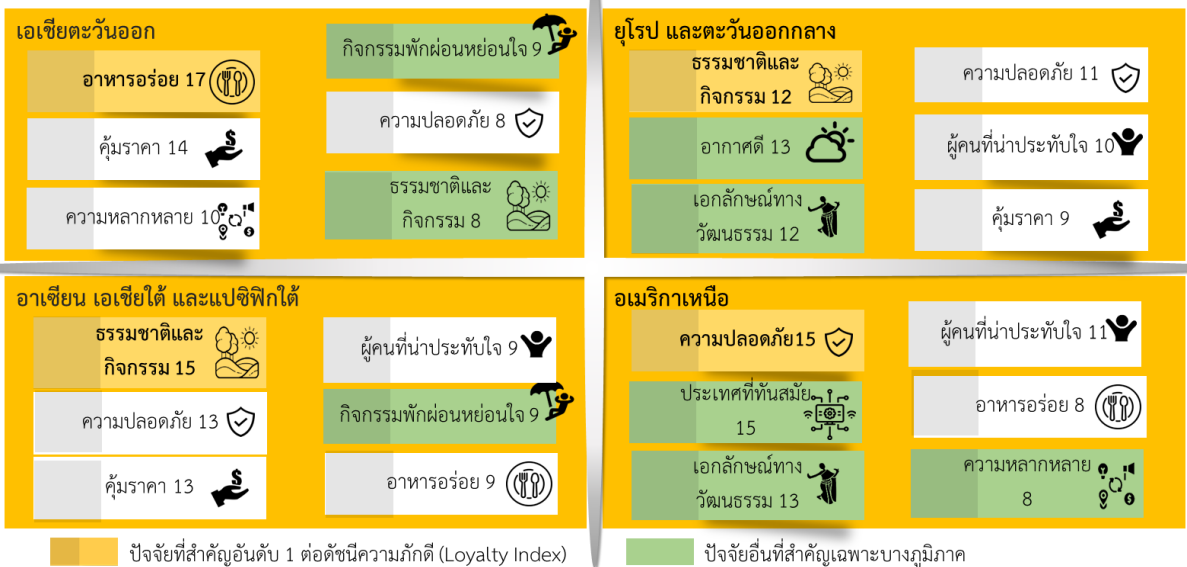 เอเชียตะวันออก
อาหารอร่อย 17
คุ้มราคา 14
ความหลากหลาย 10
กิจกรรมพักผ่อนหย่อนใจ 9
ความปลอดภัย 8
ธรรมชาติและ
กิจกรรม 8
ยุโรป และตะวันออกกลาง
ธรรมชาติและ
กิจกรรม 12
อากาศดี 13
เอกลักษณ์ทาง
วัฒนธรรม 12
ความปลอดภัย 11
ผู้คนที่น่าประทับใจ 10
คุ้มราคา 9
อาเซียน เอเชียใต้ และแปซิฟิกใต้
ธรรมชาติและ
กิจกรรม 15
ความปลอดภัย 13
คุ้มราคา 13
ผู้คนที่น่าประทับใจ 9
กิจกรรมพักผ่อนหย่อนใจ 9
อาหารอร่อย 9
อเมริกาเหนือ
ความปลอดภัย15
ประเทศที่ทันสมัย
15
เอกลักษณ์ทาง
วัฒนธรรม 13
ผู้คนที่น่าประทับใจ 11
อาหารอร่อย 8
ความหลากหลาย
8
ปัจจัยที่สำคัญอันดับ 1 ต่อดัชนีความภักดี (Loyalty Index)
ปัจจัยอื่นที่สำคัญเฉพาะบางภูมิภาค